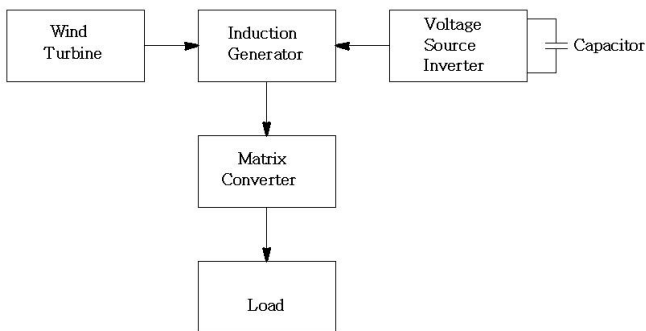 Wind
Turbine
Induction
Generator
Voltage
Source
Inverter
Capacitor
Matrix
Converter
Load